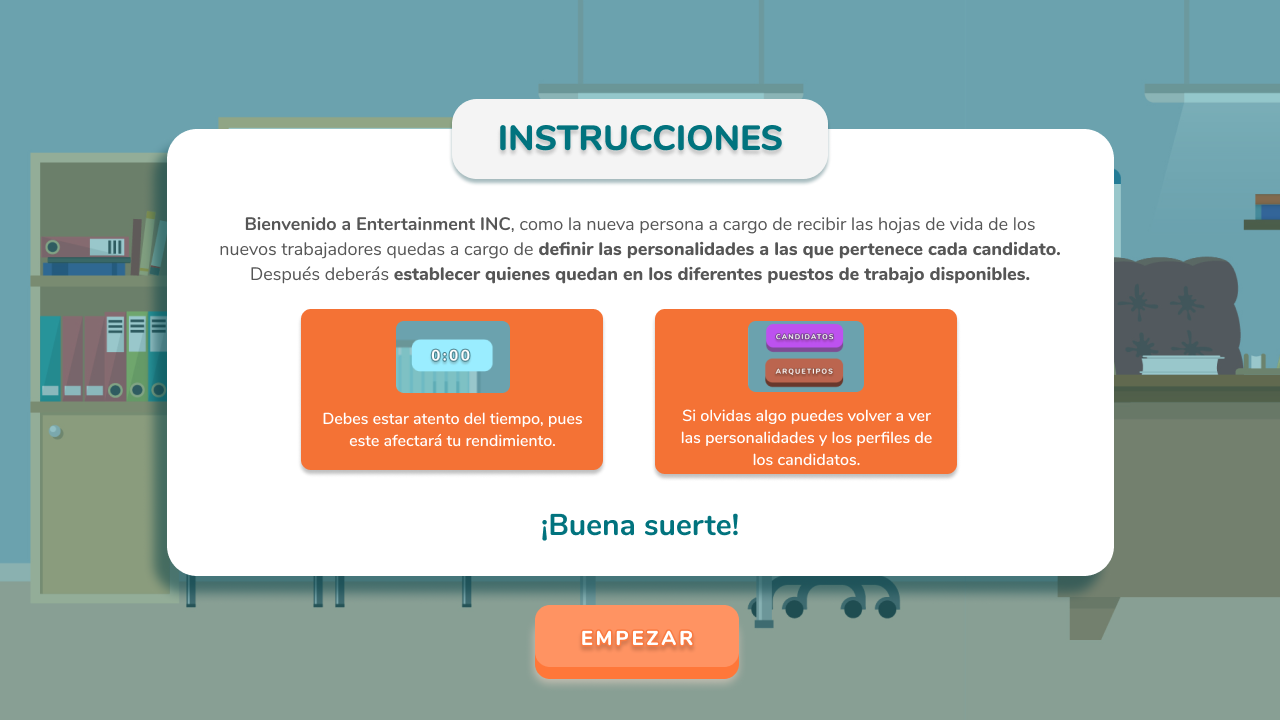 INSTRUCCIONES
Bienvenido a Entertainment INC, como la nueva persona a cargo de recibir las hojas de vida de los
nuevos trabajadores quedas a cargo de definir las personalidades a las que pertenece cada candidato.
Después deberás establecer quienes quedan en los diferentes puestos de trabajo disponibles.
0:00
Debes estar atento del tiempo, pues
este afectará tu rendimiento.
CANDIDATOS
ARQUETIPOS
Si olvidas algo puedes volver a ver
las personalidades y los perfiles de
los candidatos.
¡Buena suerte!
EMPEZAR